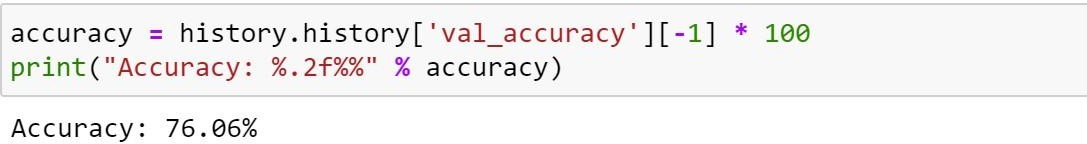 accuracy = history.history['val_accuracy'][-1] * 100
print("Accuracy: %.2f%%" % accuracy)
Accuracy: 76.06%